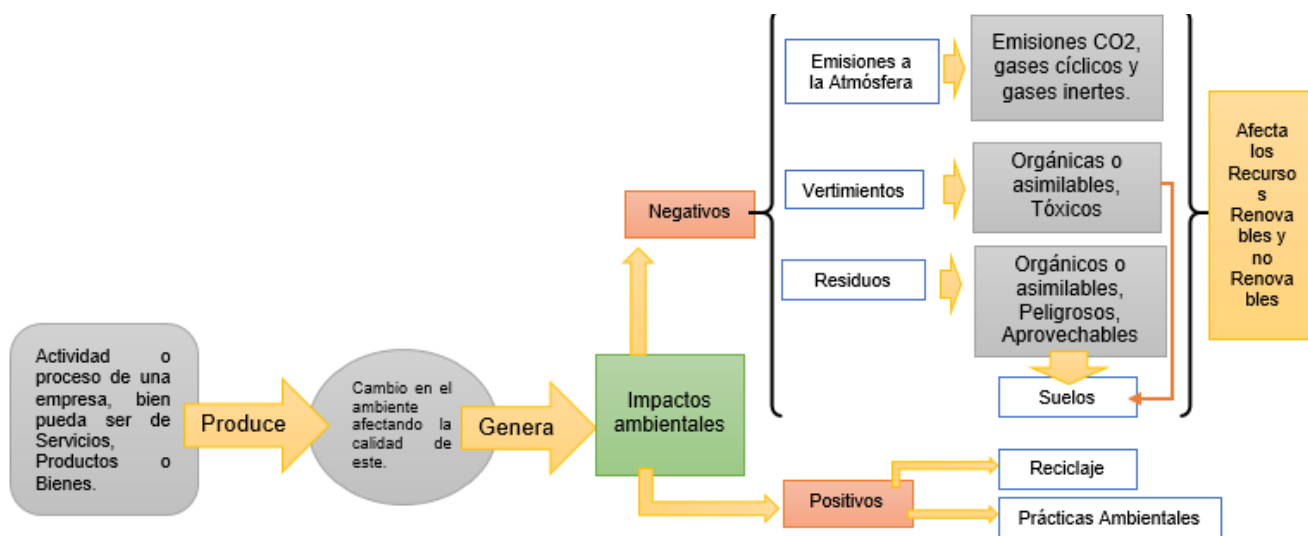 Actividad o
proceso de una
empresa, bien
pueda ser de
Servicios,
Productos o
Bienes.
Produce
Cambio en el
ambiente
afectando la
calidad de
este.
Genera
Impactos
ambientales
Negativos
Emisiones a
la Atmósfera
Emisiones CO2,
gases cíclicos y
gases inertes.
Vertimientos
Orgánicas o
asimilables,
Tóxicos
Residuos
Orgánicos o
asimilables,
Peligrosos,
Aprovechables
Suelos
Afecta
los
Recurso
s
Renova
bles y
no
Renova
bles
Positivos
Reciclaje
Prácticas Ambientales